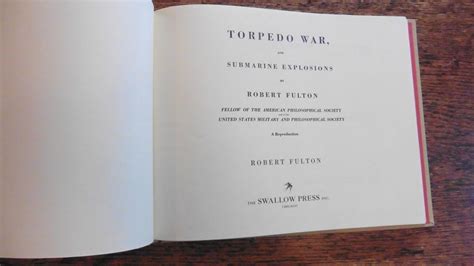 TORPEDO WAR,
AND
SUBMARINE EXPLOSIONS
BY
ROBERT FULTON
FELLOW OF THE AMERICAN PHILOSOPHICAL SOCIETY
UNITED STATES MILITARY AND PHILOSOPHICAL SOCIETY
A Reproduction
ROBERT FULTON
THE SWALLOW PRESS INC.
CHICAGO